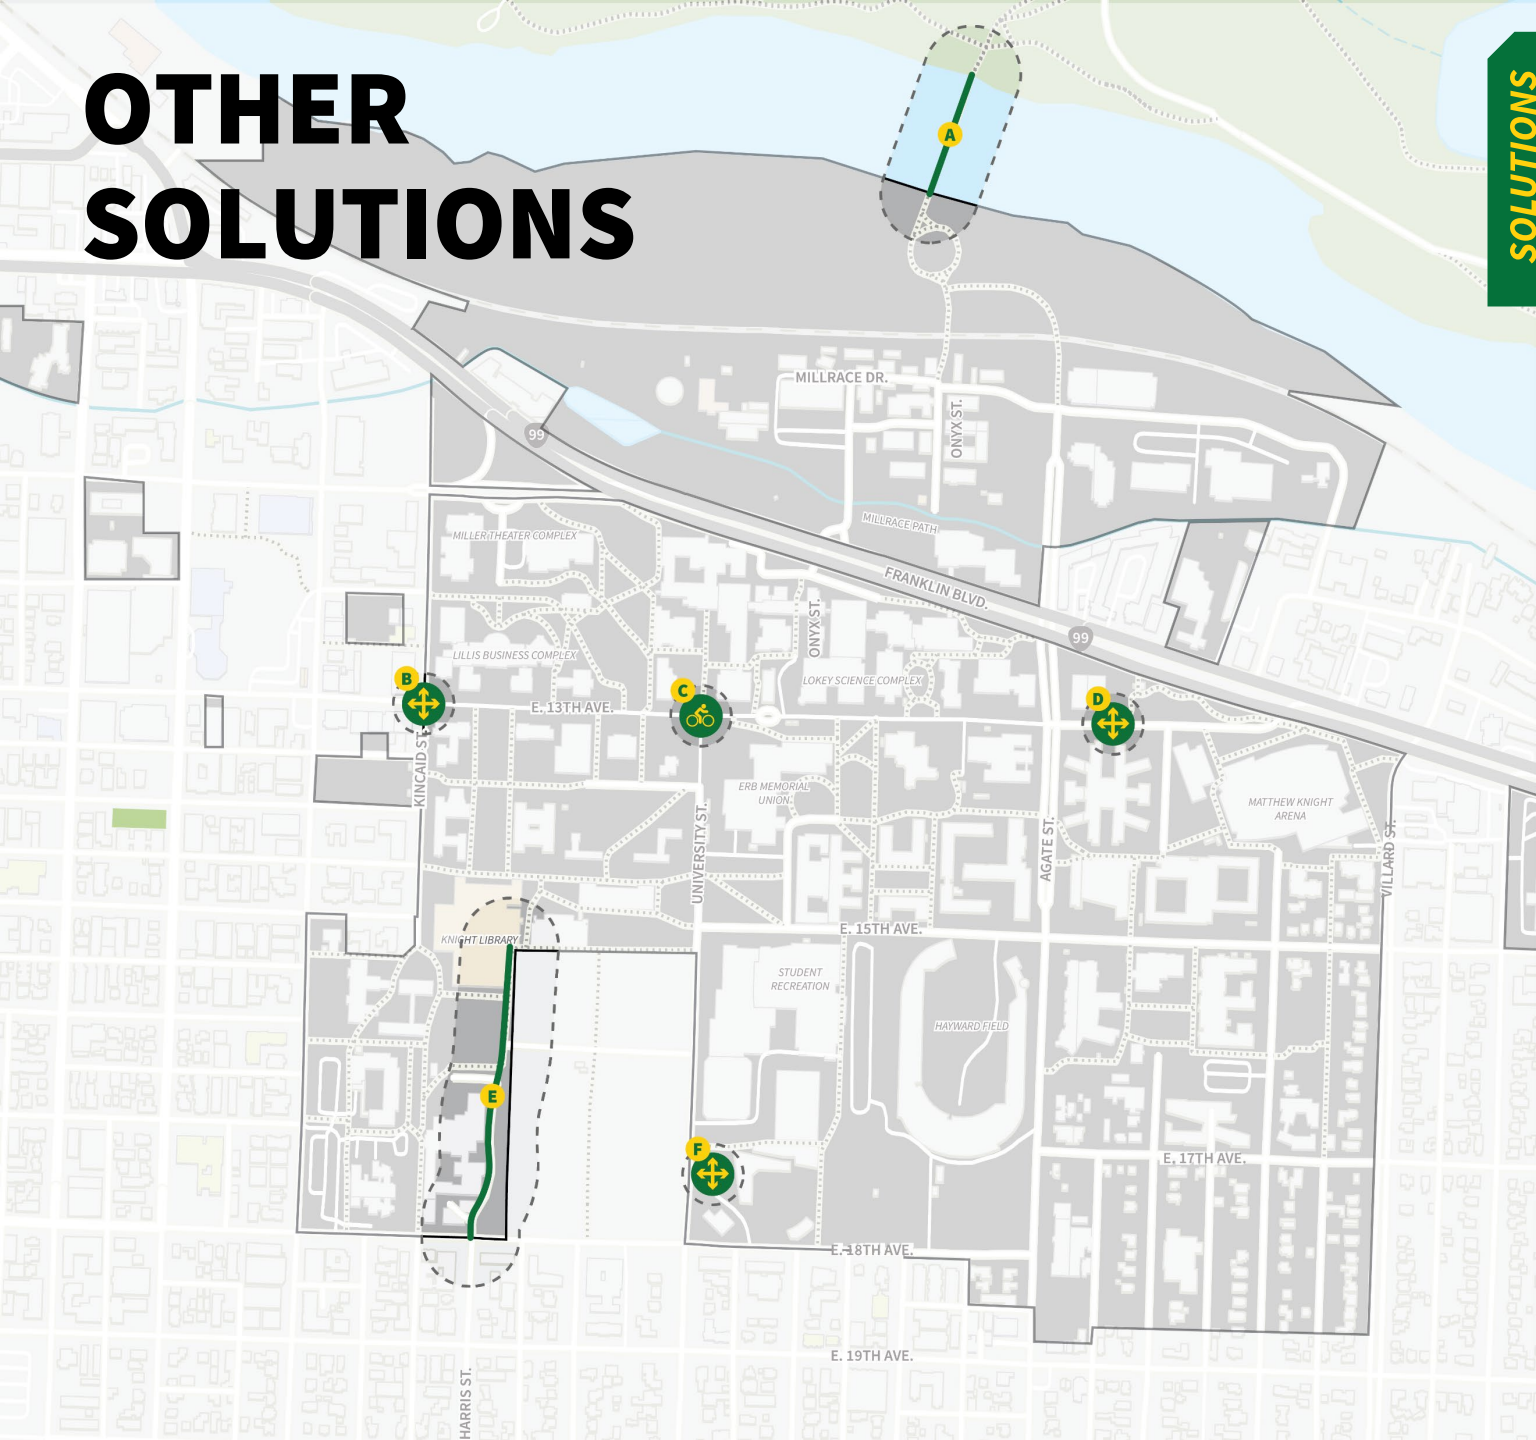 OTHER
SOLUTIONS
SOLUTIONS
A
MILLRACE DR.
ONYX ST.
99
MILLRACE PATH
MILLER THEATER COMPLEX
FRANKLIN BLVD.
99
ONYX ST.
LILLIS BUSINESS COMPLEX
LOKEY SCIENCE COMPLEX
B
C
D
E. 13TH AVE.
KINCAID ST.
ERB MEMORIAL
UNION
MATTHEW KNIGHT
ARENA
UNIVERSITY ST.
AGATE ST.
VILLARD ST.
E. 15TH AVE.
KNIGHT LIBRARY
STUDENT
RECREATION
HAYWARD FIELD
E
F
E. 17TH AVE.
E. 18TH AVE.
E. 19TH AVE.
HARRIS ST.